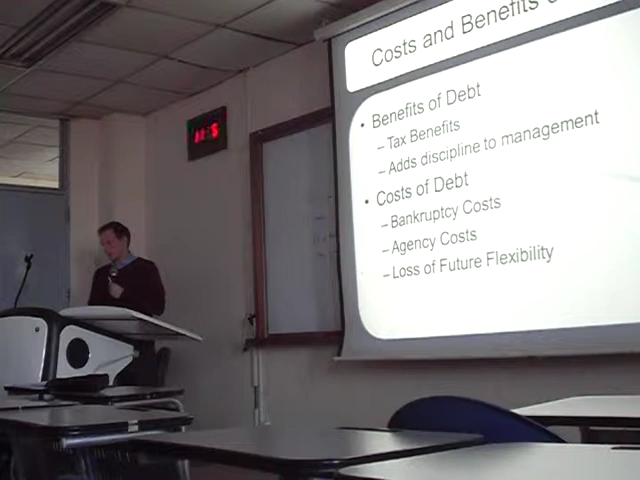 Costs and Benefits
• Benefits of Debt
– Tax Benefits
– Adds discipline to management
• Costs of Debt
– Bankruptcy Costs
– Agency Costs
– Loss of Future Flexibility